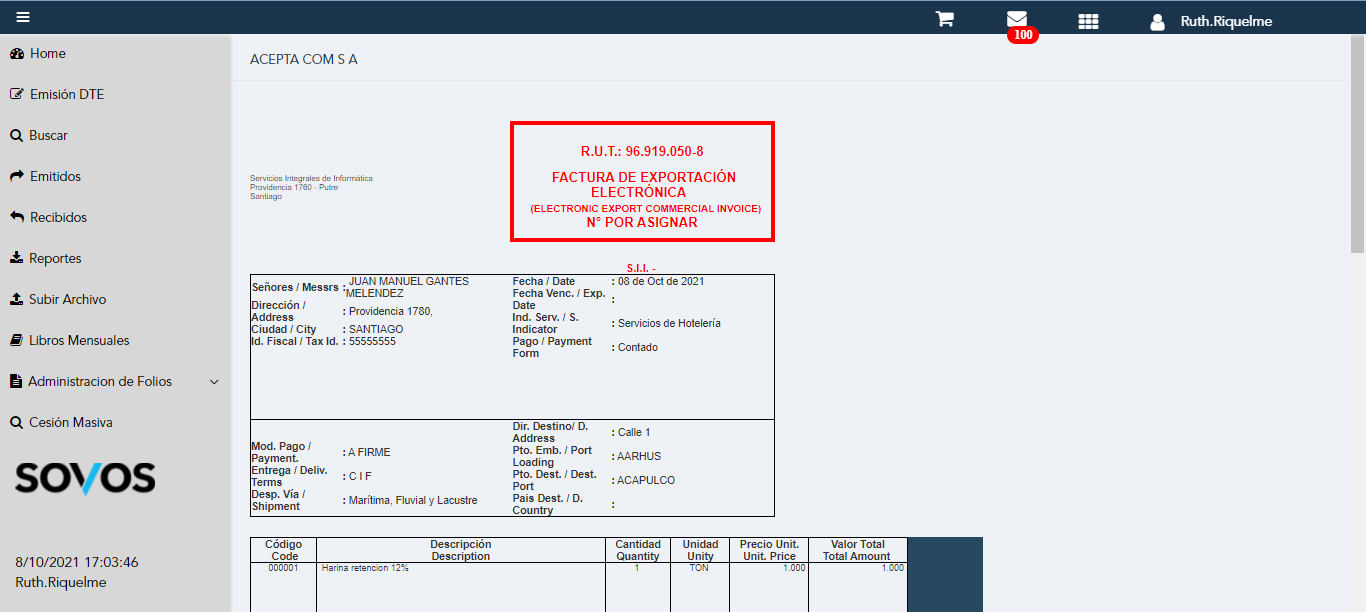 Ruth.Riquelme
100
Home
Emisión DTE
Buscar
Emitidos
Recibidos
Reportes
Subir Archivo
Libros Mensuales
Administracion de Folios
Cesión Masiva
SOVOS
8/10/2021 17:03:46
Ruth.Riquelme
ACEPTA COM S A
Servicios Integrales de Informática
Providencia 1760 - Putre
Santiago
R.U.T.: 96.919.050-8
FACTURA DE EXPORTACIÓN
ELECTRÓNICA
(ELECTRONIC EXPORT COMMERCIAL INVOICE)
N° POR ASIGNAR
S.I.I. -
Señores / Messrs : JUAN MANUEL GANTES
MELENDEZ
Dirección /
Address : Providencia 1780,
Ciudad / City : SANTIAGO
Id. Fiscal / Tax Id. : 55555555
Fecha / Date : 08 de Oct de 2021
Fecha Venc. / Exp.
Date :
Ind. Serv. / S.
Indicator : Servicios de Hotelería
Pago / Payment
Form : Contado
Mod. Pago /
Payment. : A FIRME
Entrega / Deliv.
Terms : C I F
Desp. Vía /
Shipment : Marítima, Fluvial y Lacustre
Dir. Destino/ D.
Address : Calle 1
Pto. Emb. / Port
Loading : AARHUS
Pto. Dest. / Dest.
Port : ACAPULCO
Pais Dest. / D.
Country :
Código Descripción Cantidad Unidad Precio Unit. Valor Total
Code Description Quantity Unity Unit. Price Total Amount
000001 Harina retencion 12% 1 TON 1.000 1.000